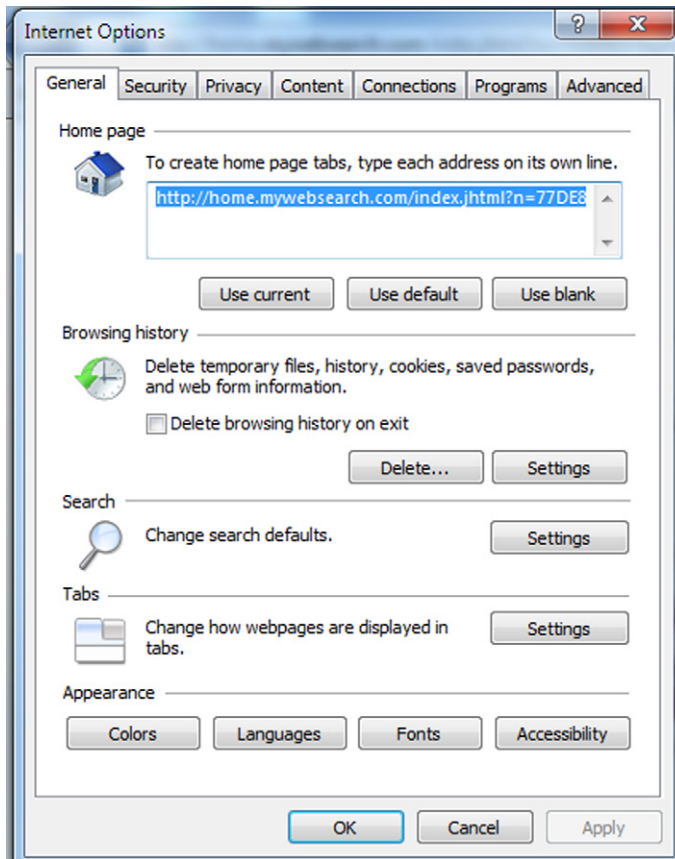 Internet Options
General Security Privacy Content Connections Programs Advanced
Home page
To create home page tabs, type each address on its own line.
http://home.mywebsearch.com/index.jhtml?n=77DE8
Use current Use default Use blank
Browsing history
Delete temporary files, history, cookies, saved passwords,
and web form information.
Delete browsing history on exit
Delete... Settings
Search
Change search defaults.
Settings
Tabs
Change how webpages are displayed in
tabs.
Settings
Appearance
Colors Languages Fonts Accessibility
OK Cancel Apply